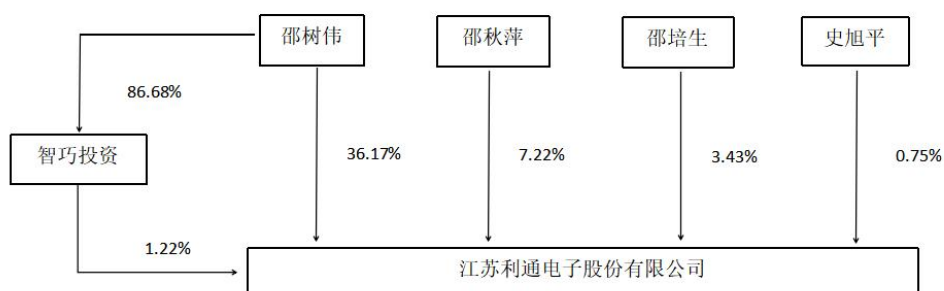 邵树伟
邵秋萍
邵培生
史旭平
86.68%
智巧投资
36.17%
7.22%
3.43%
0.75%
1.22%
江苏利通电子股份有限公司